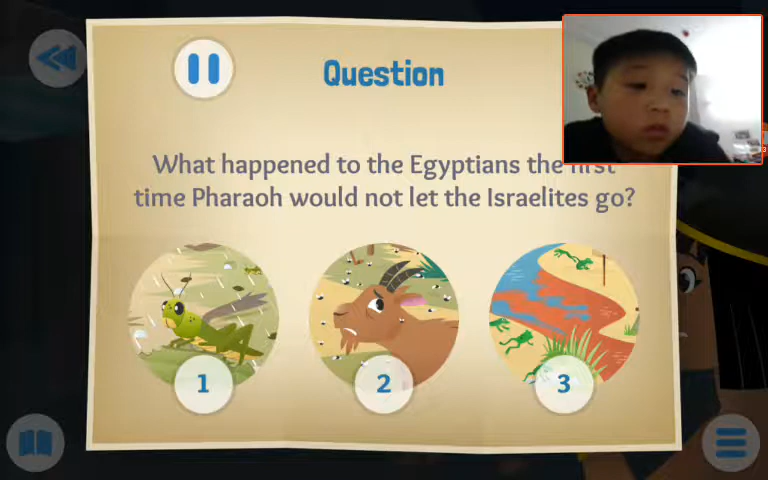 Question
What happened to the Egyptians the first
time Pharaoh would not let the Israelites go?
1
2
3